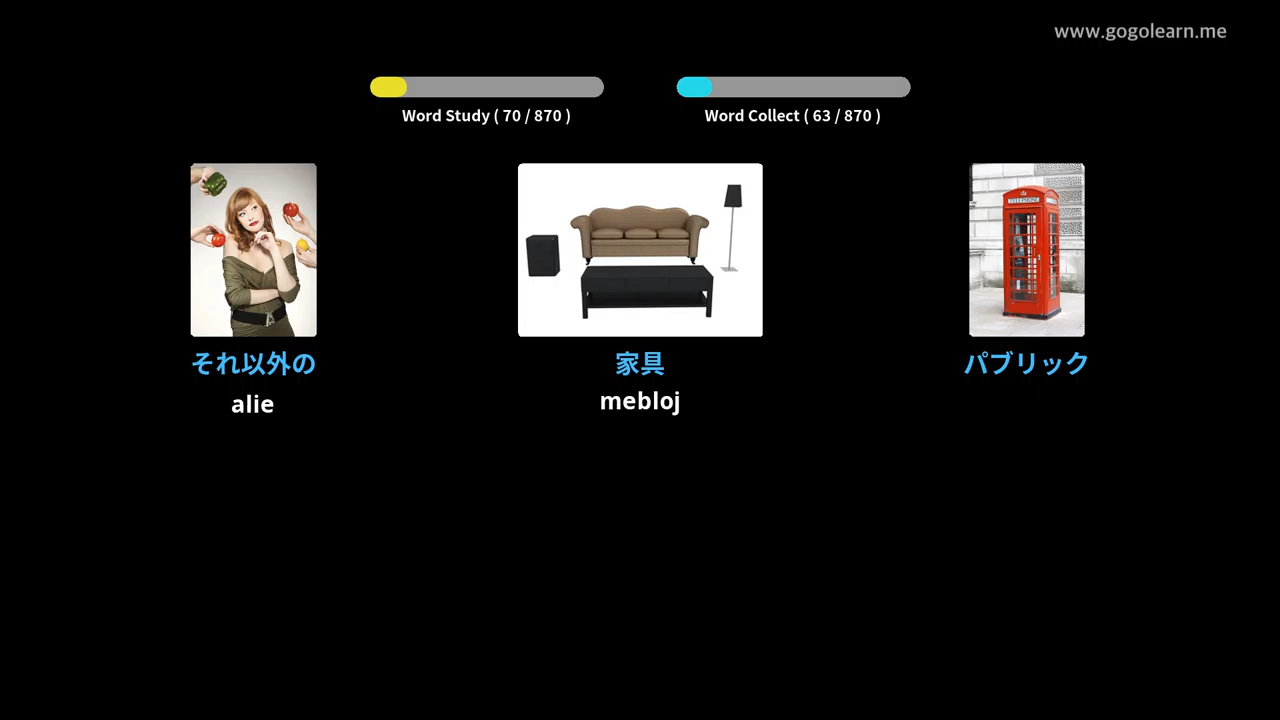 www.gogolearn.me
Word Study ( 70 / 870 )
Word Collect ( 63 / 870 )
TELEPHONE
それ以外の
家具
パブリック
alie
mebloj